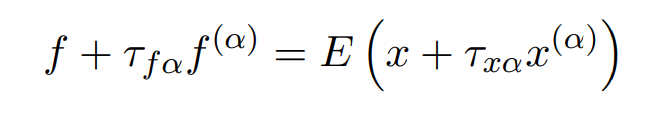 f + τ_{fα} f^{(α)} = E(x + τ_{xα} x^{(α)})